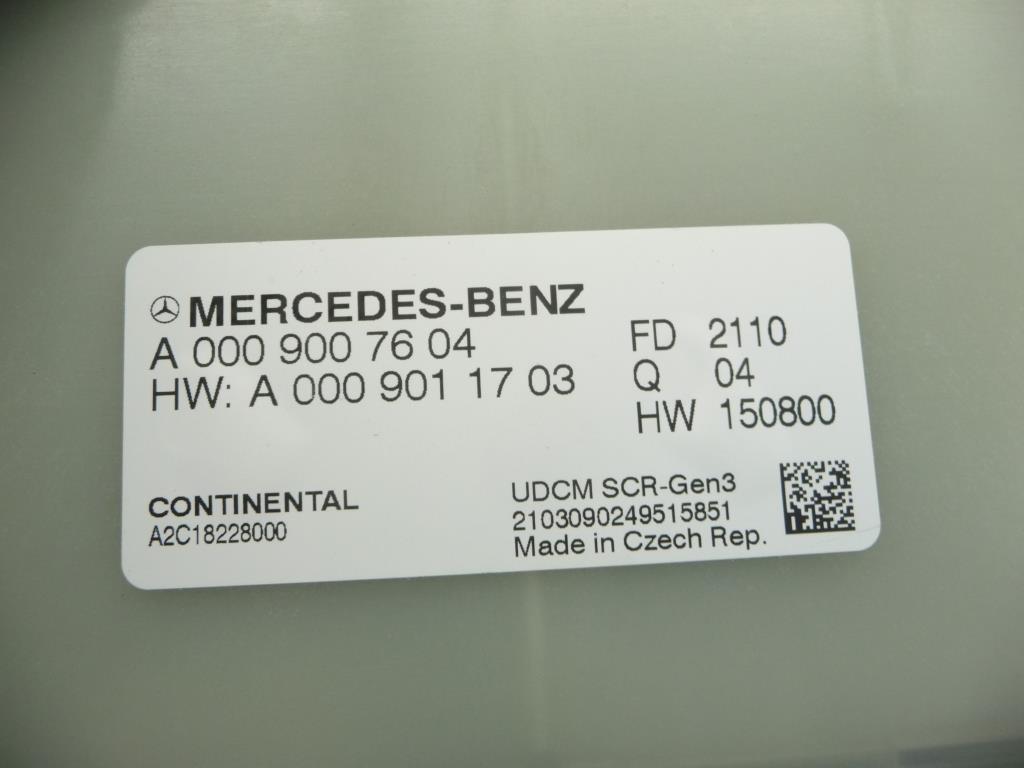 MERCEDES-BENZ
A 000 900 76 04
HW: A 000 901 17 03
FD 2110
Q 04
HW 150800
CONTINENTAL
A2C18228000
UDCM SCR-Gen3
2103090249515851
Made in Czech Rep.